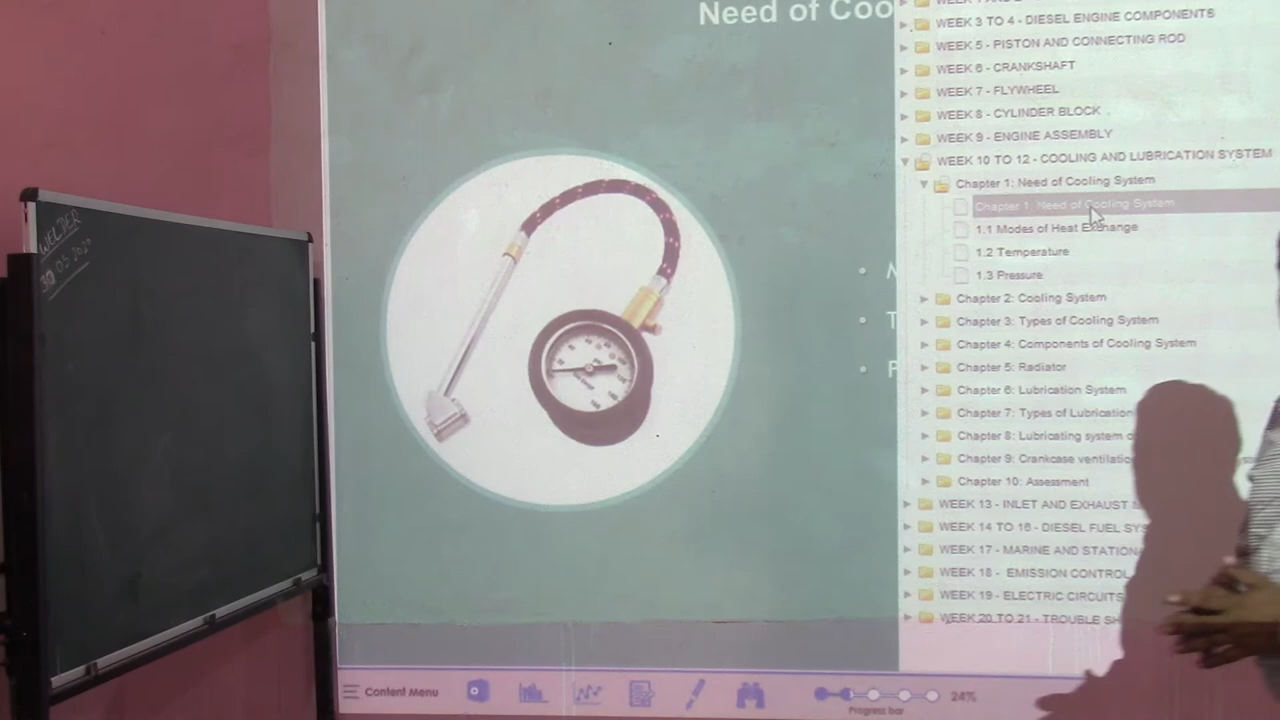 WELDER
30 05 202
Need of Coo
WEEK 3 TO 4 - DIESEL ENGINE COMPONENTS
WEEK 5 - PISTON AND CONNECTING ROD
WEEK 6 - CRANKSHAFT
WEEK 7 - FLYWHEEL
WEEK 8 - CYLINDER BLOCK
WEEK 9 - ENGINE ASSEMBLY
WEEK 10 TO 12 - COOLING AND LUBRICATION SYSTEM
Chapter 1: Need of Cooling System
Chapter 1: Need of Cooling System
1.1 Modes of Heat Exchange
1.2 Temperature
1.3 Pressure
Chapter 2: Cooling System
Chapter 3: Types of Cooling System
Chapter 4: Components of Cooling System
Chapter 5: Radiator
Chapter 6: Lubrication System
Chapter 7: Types of Lubrication
Chapter 8: Lubricating system o
Chapter 9: Crankcase ventilatio
Chapter 10: Assessment
WEEK 13 - INLET AND EXHAUST
WEEK 14 TO 16 - DIESEL FUEL SYS
WEEK 17 - MARINE AND STATION
WEEK 18 - EMISSION CONTROL
WEEK 19 - ELECTRIC CIRCUITS
WEEK 20 TO 21 - TROUBLE SH
• M
• T
• P
Content Menu
24%
Progress bar